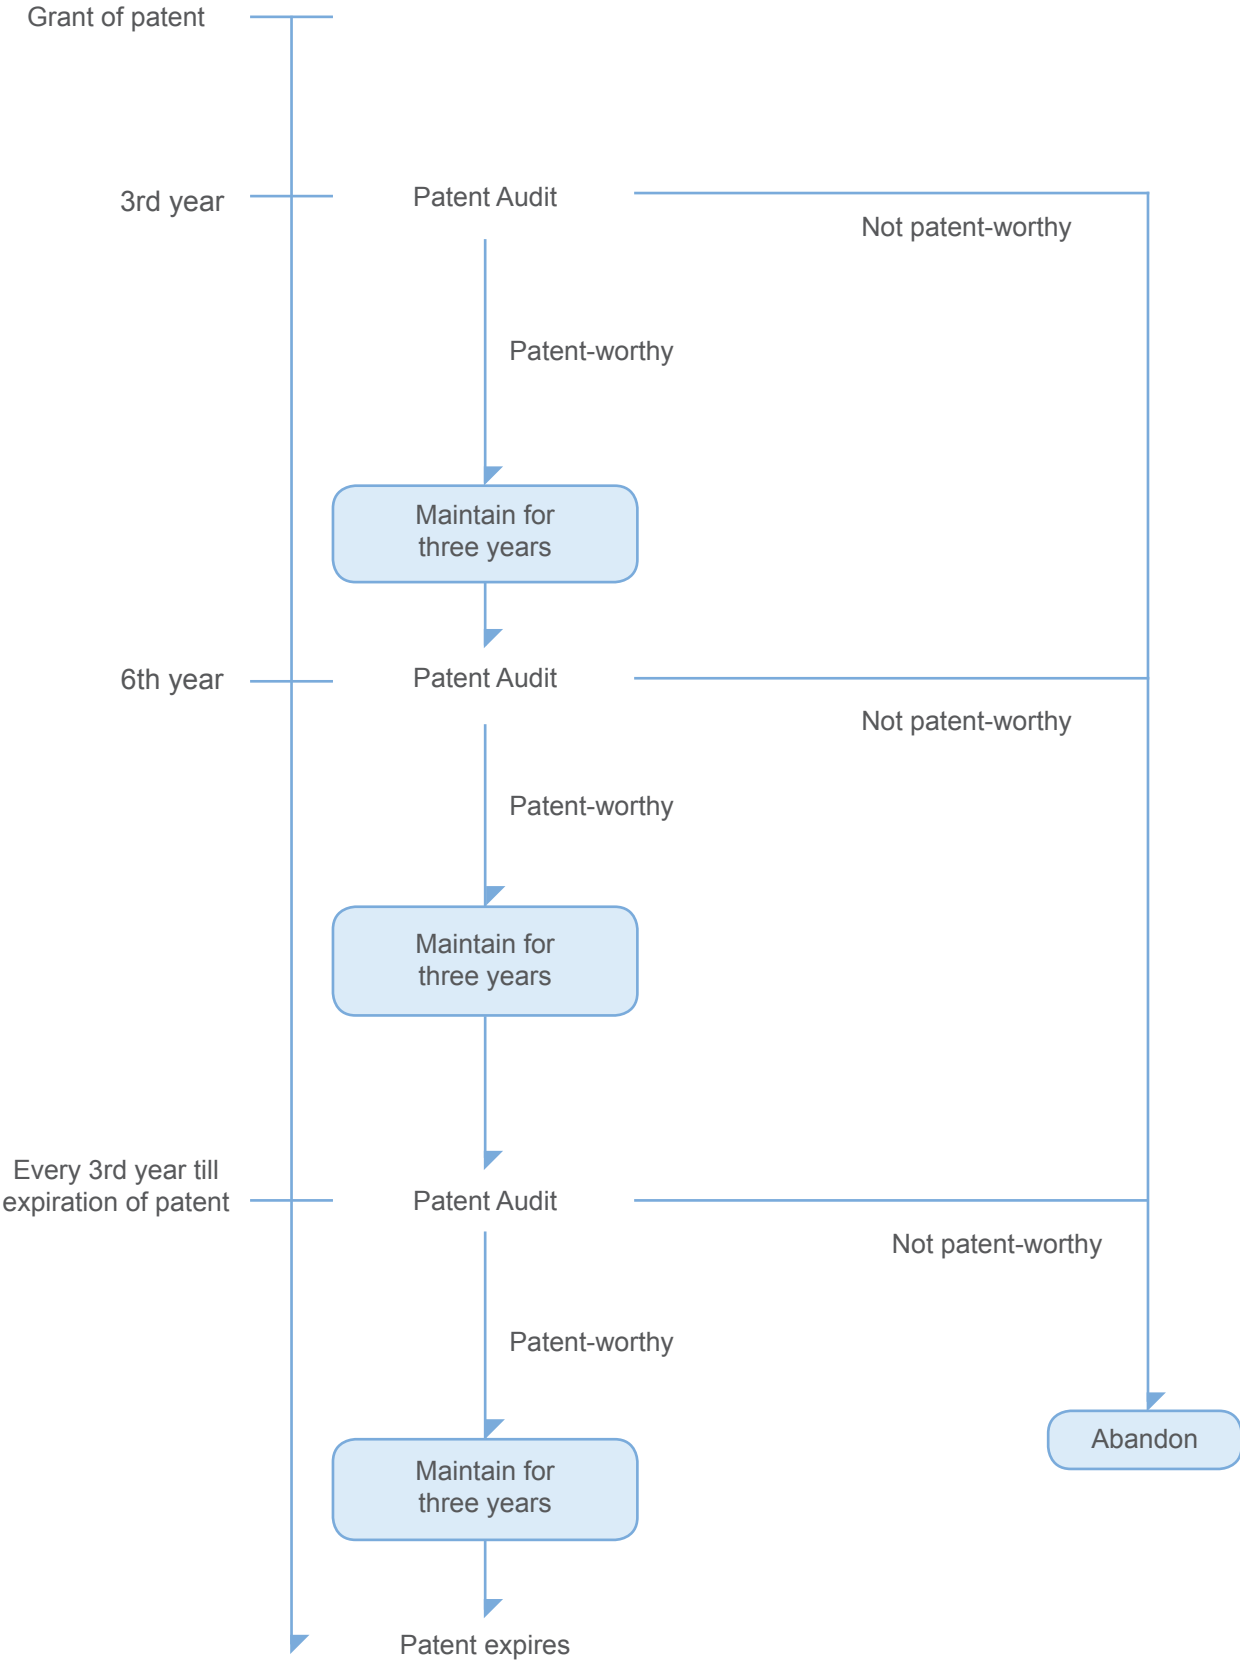 Grant of patent
3rd year
Patent Audit
Not patent-worthy
Patent-worthy
Maintain for
three years
6th year
Patent Audit
Not patent-worthy
Patent-worthy
Maintain for
three years
Every 3rd year till
expiration of patent
Patent Audit
Not patent-worthy
Patent-worthy
Abandon
Maintain for
three years
Patent expires